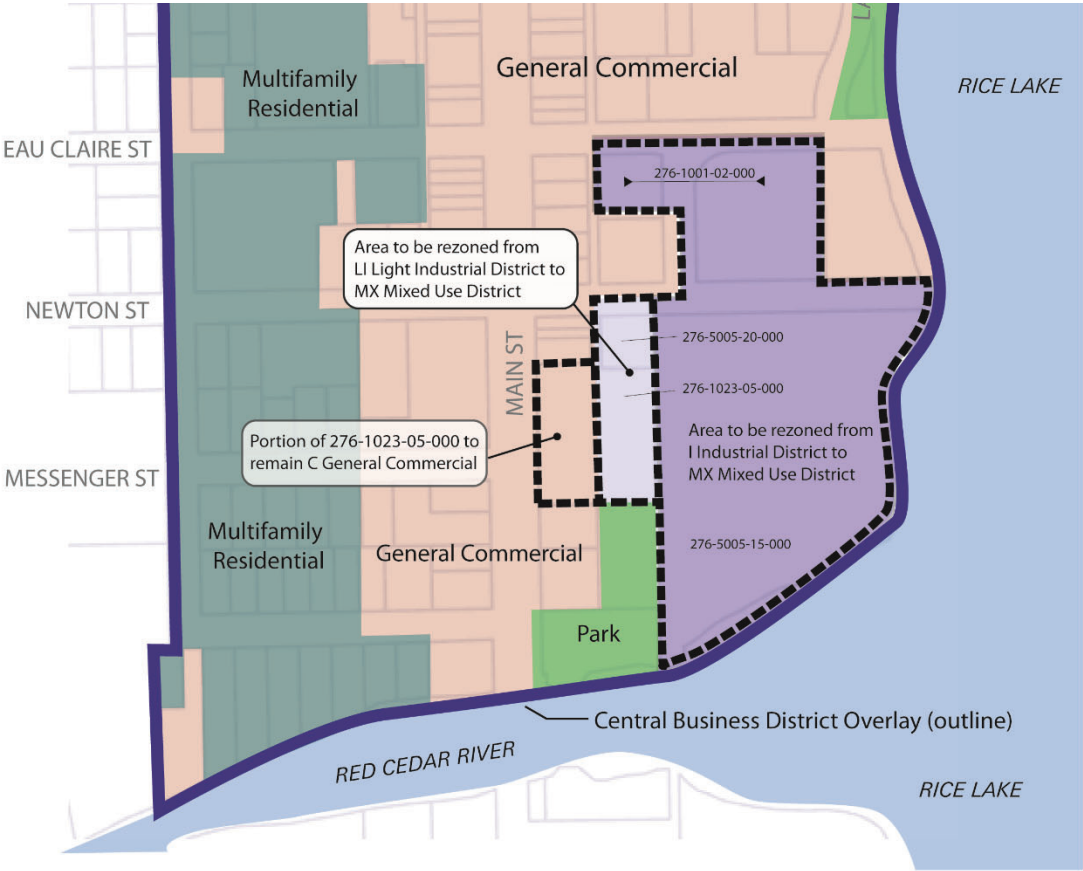 LA
General Commercial
Multifamily
Residential
RICE LAKE
EAU CLAIRE ST
276-1001-02-000
Area to be rezoned from
LI Light Industrial District to
MX Mixed Use District
NEWTON ST
276-5005-20-000
MAIN ST
276-1023-05-000
Portion of 276-1023-05-000 to
remain C General Commercial
Area to be rezoned from
I Industrial District to
MX Mixed Use District
MESSENGER ST
Multifamily
Residential
General Commercial
276-5005-15-000
Park
Central Business District Overlay (outline)
RED CEDAR RIVER
RICE LAKE